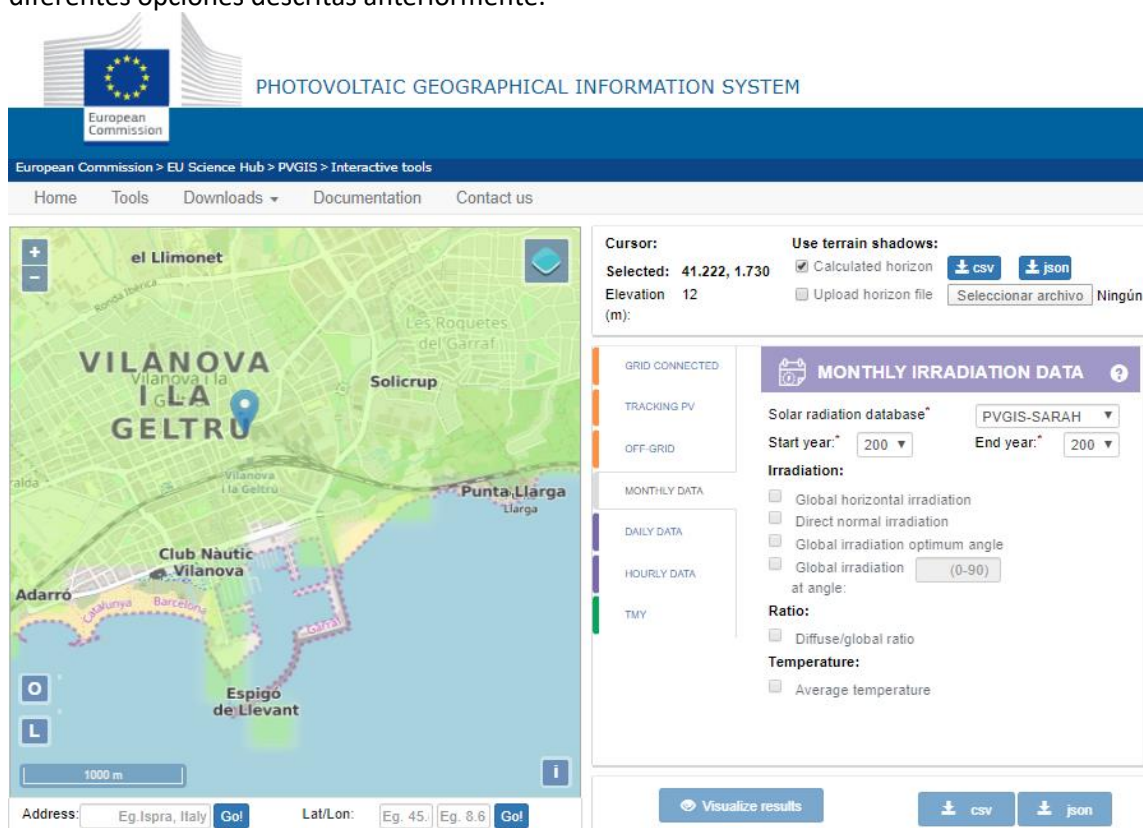 diferentes opciones descritas anteriormente.
PHOTOVOLTAIC GEOGRAPHICAL INFORMATION SYSTEM
European
Commission
European Commission > EU Science Hub > PVGIS > Interactive tools
Home Tools Downloads Documentation Contact us
+
-
el Llimonet
Ronda Ibèrica
Les Roquetes
del Garraf
VILANOVA
I LA
GELTRÚ
Vilanova i la
Solicrup
Vilanova
i la Geltrú
Punta Llarga
Llarga
Club Nàutic
Vilanova
Adarró
Catalunya Barcelona
Garraf
Espigó
de Llevant
O
L
1000 m
i
Address: Eg.Ispra, Italy Go! Lat/Lon: Eg. 45. Eg. 8.6 Go!
Cursor:
Selected: 41.222, 1.730
Elevation 12
(m):
Use terrain shadows:
Calculated horizon csv json
Upload horizon file Seleccionar archivo Ningún
GRID CONNECTED
TRACKING PV
OFF-GRID
MONTHLY DATA
DAILY DATA
HOURLY DATA
TMY
MONTHLY IRRADIATION DATA ?
Solar radiation database* PVGIS-SARAH
Start year:* 200 End year:* 200
Irradiation:
Global horizontal irradiation
Direct normal irradiation
Global irradiation optimum angle
Global irradiation (0-90)
at angle:
Ratio:
Diffuse/global ratio
Temperature:
Average temperature
Visualize results csv json